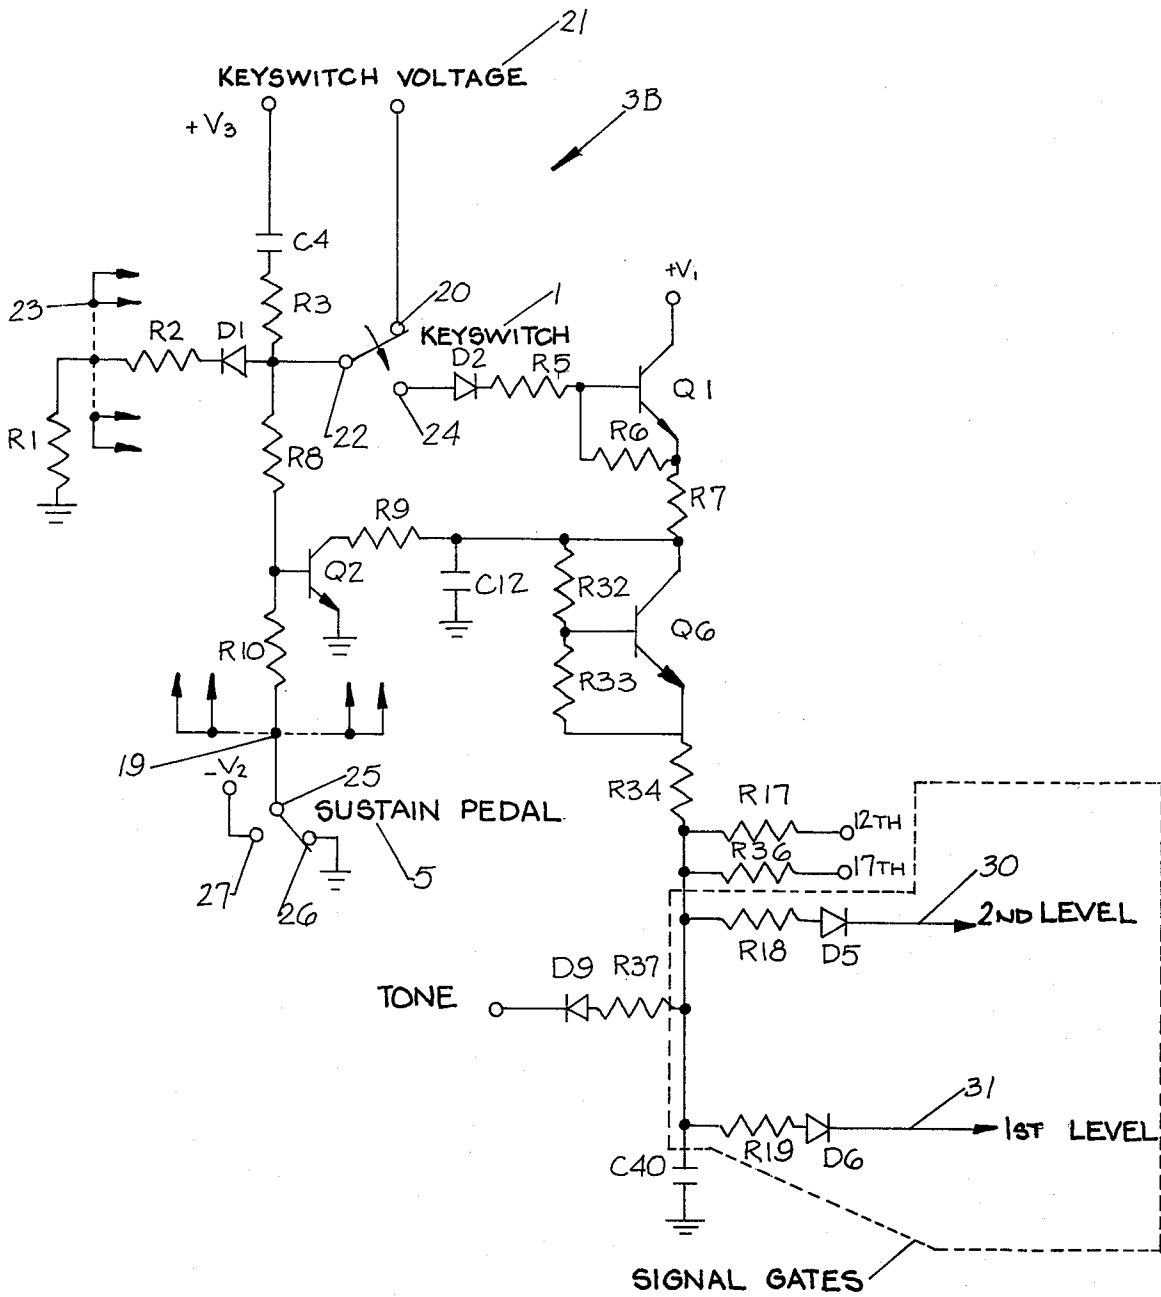 21
KEYSWITCH VOLTAGE
+V3
3B
C4
+V1
23
R3
20
1
R2
D1
KEYSWITCH
D2
R5
Q1
R1
22
24
R6
R8
R7
R9
Q2
C12
R32
Q6
R10
R33
19
-V2
25
R34
SUSTAIN PEDAL
R17
12TH
R36
17TH
27
26
5
30
2ND LEVEL
R18
D5
D9
R37
TONE
31
1ST LEVEL
R19
D6
C40
SIGNAL GATES